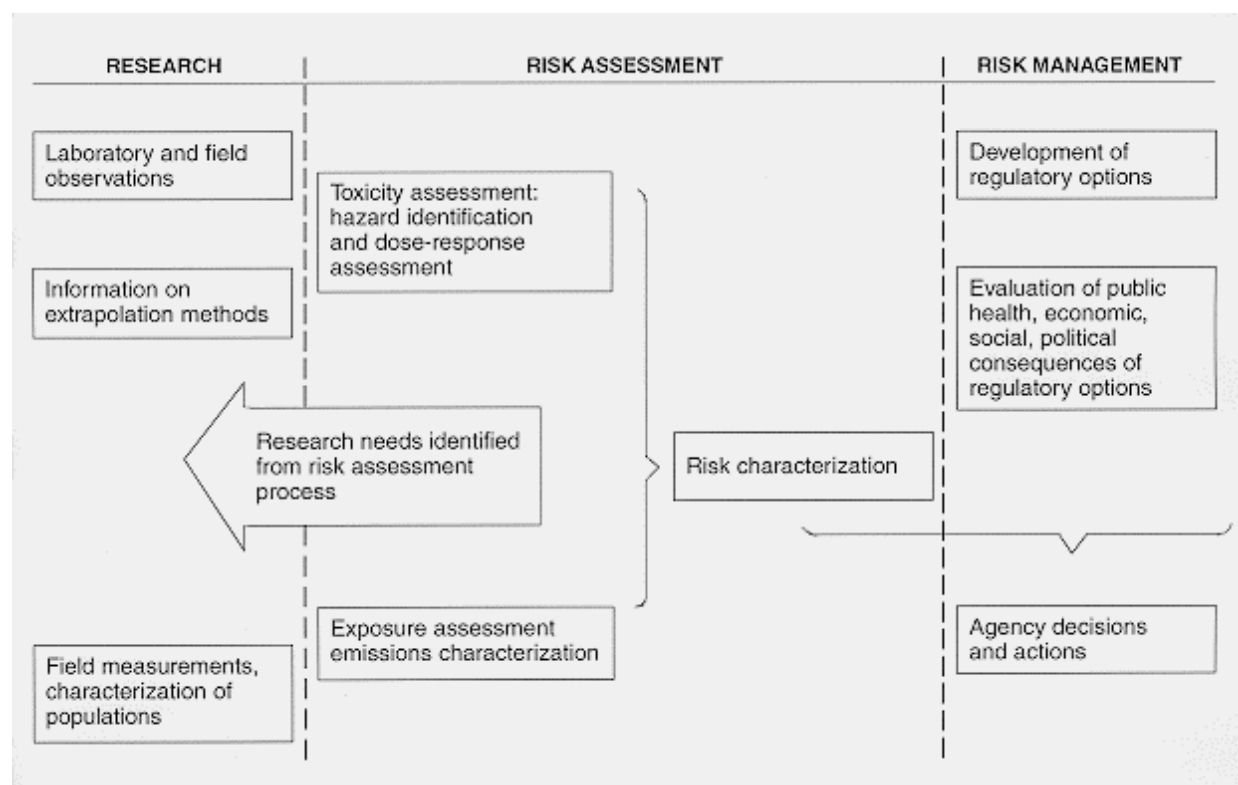 RESEARCH
RISK ASSESSMENT
RISK MANAGEMENT
Laboratory and field
observations
Information on
extrapolation methods
Field measurements,
characterization of
populations
Toxicity assessment:
hazard identification
and dose-response
assessment
Research needs identified
from risk assessment
process
Exposure assessment
emissions characterization
Risk characterization
Development of
regulatory options
Evaluation of public
health, economic,
social, political
consequences of
regulatory options
Agency decisions
and actions